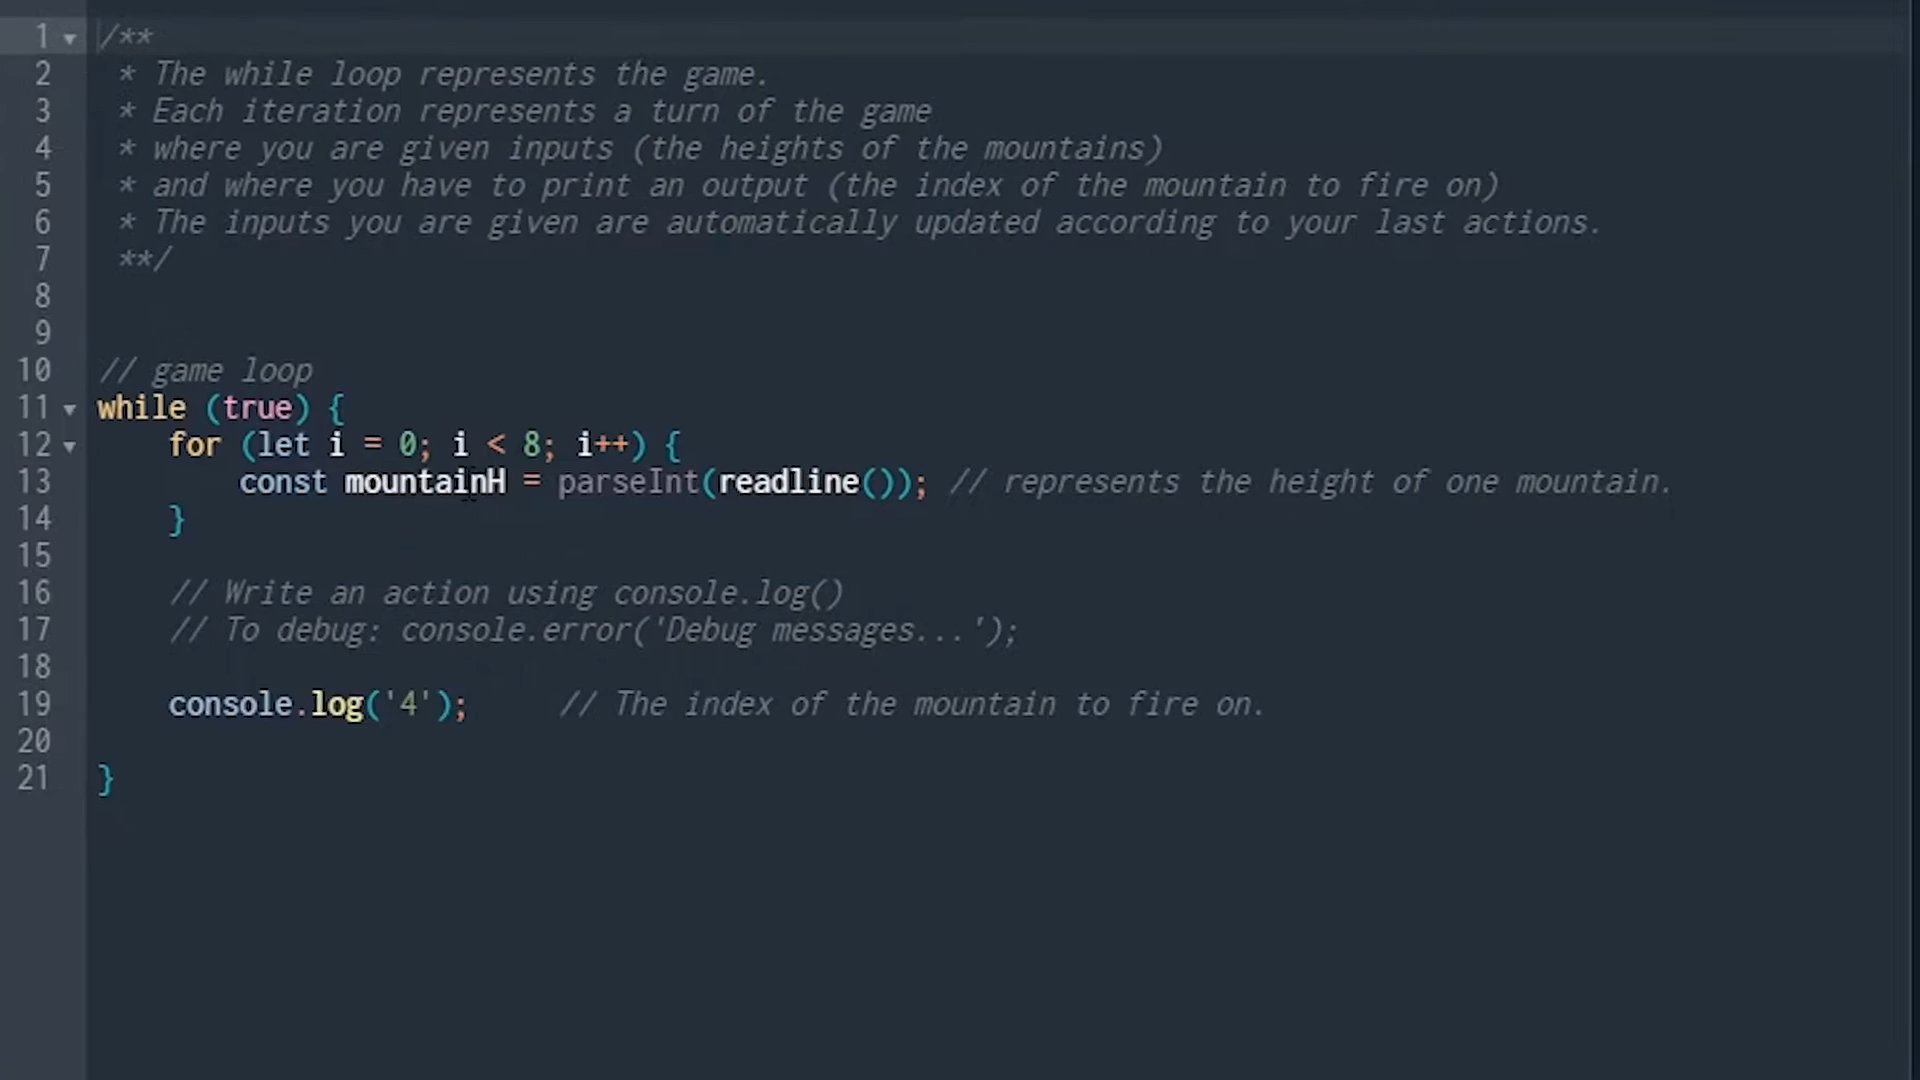 1 /**
2 * The while loop represents the game.
3 * Each iteration represents a turn of the game
4 * where you are given inputs (the heights of the mountains)
5 * and where you have to print an output (the index of the mountain to fire on)
6 * The inputs you are given are automatically updated according to your last actions.
7 **/
8
9
10 // game loop
11 while (true) {
12 for (let i = 0; i < 8; i++) {
13 const mountainH = parseInt(readline()); // represents the height of one mountain.
14 }
15
16 // Write an action using console.log()
17 // To debug: console.error('Debug messages...');
18
19 console.log('4'); // The index of the mountain to fire on.
20
21 }